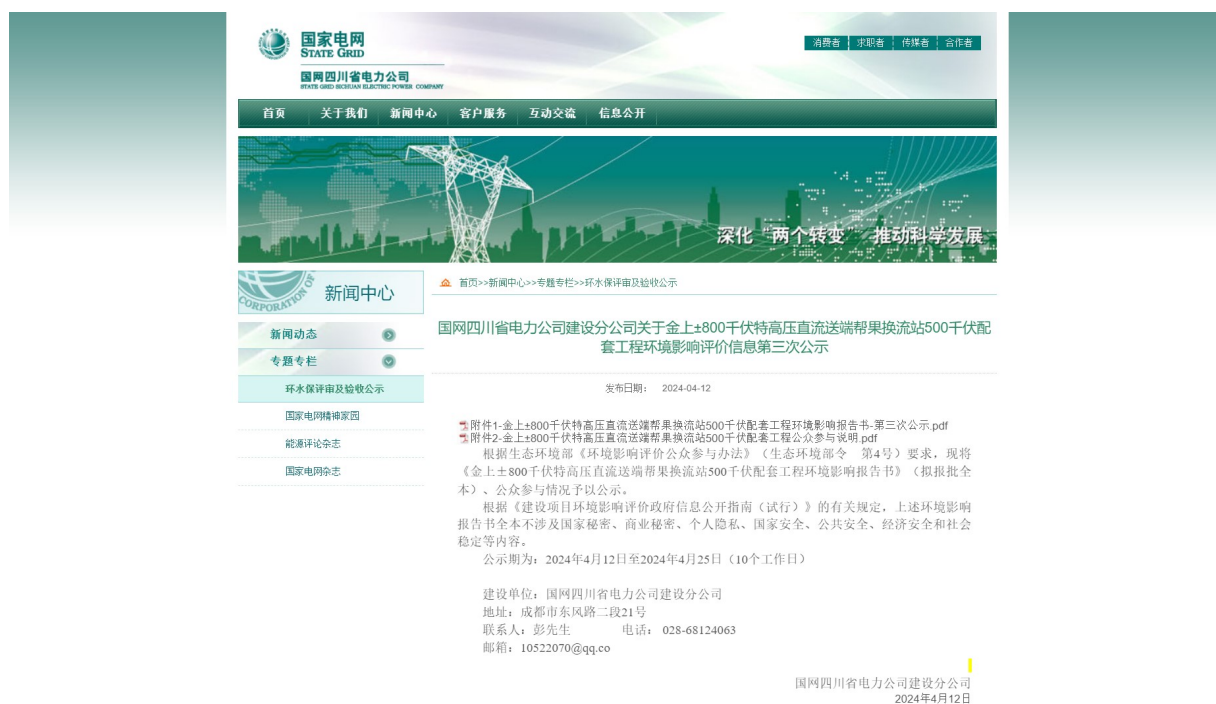 国家电网
STATE GRID
国网四川省电力公司
STATE GRID SICHUAN ELECTRIC POWER COMPANY
消费者 求职者 传媒者 合作者
首页 关于我们 新闻中心 客户服务 互动交流 信息公开
深化“两个转变” 推动科学发展
CORPORATION OF
新闻中心
新闻动态
专题专栏
环水保评审及验收公示
国家电网精神家园
能源评论杂志
国家电网杂志
首页>>新闻中心>>专题专栏>>环水保评审及验收公示
国网四川省电力公司建设分公司关于金上±800千伏特高压直流送端帮果换流站500千伏配
套工程环境影响评价信息第三次公示
发布日期： 2024-04-12
附件1-金上±800千伏特高压直流送端帮果换流站500千伏配套工程环境影响报告书-第三次公示.pdf
附件2-金上±800千伏特高压直流送端帮果换流站500千伏配套工程公众参与说明.pdf
根据生态环境部《环境影响评价公众参与办法》（生态环境部令 第4号）要求，现将
《金上±800千伏特高压直流送端帮果换流站500千伏配套工程环境影响报告书》（拟报批全
本）、公众参与情况予以公示。
根据《建设项目环境影响评价政府信息公开指南（试行）》的有关规定，上述环境影响
报告书全本不涉及国家秘密、商业秘密、个人隐私、国家安全、公共安全、经济安全和社会
稳定等内容。
公示期为：2024年4月12日至2024年4月25日（10个工作日）
建设单位：国网四川省电力公司建设分公司
地址：成都市东风路二段21号
联系人：彭先生 电话： 028-68124063
邮箱：10522070@qq.co
国网四川省电力公司建设分公司
2024年4月12日